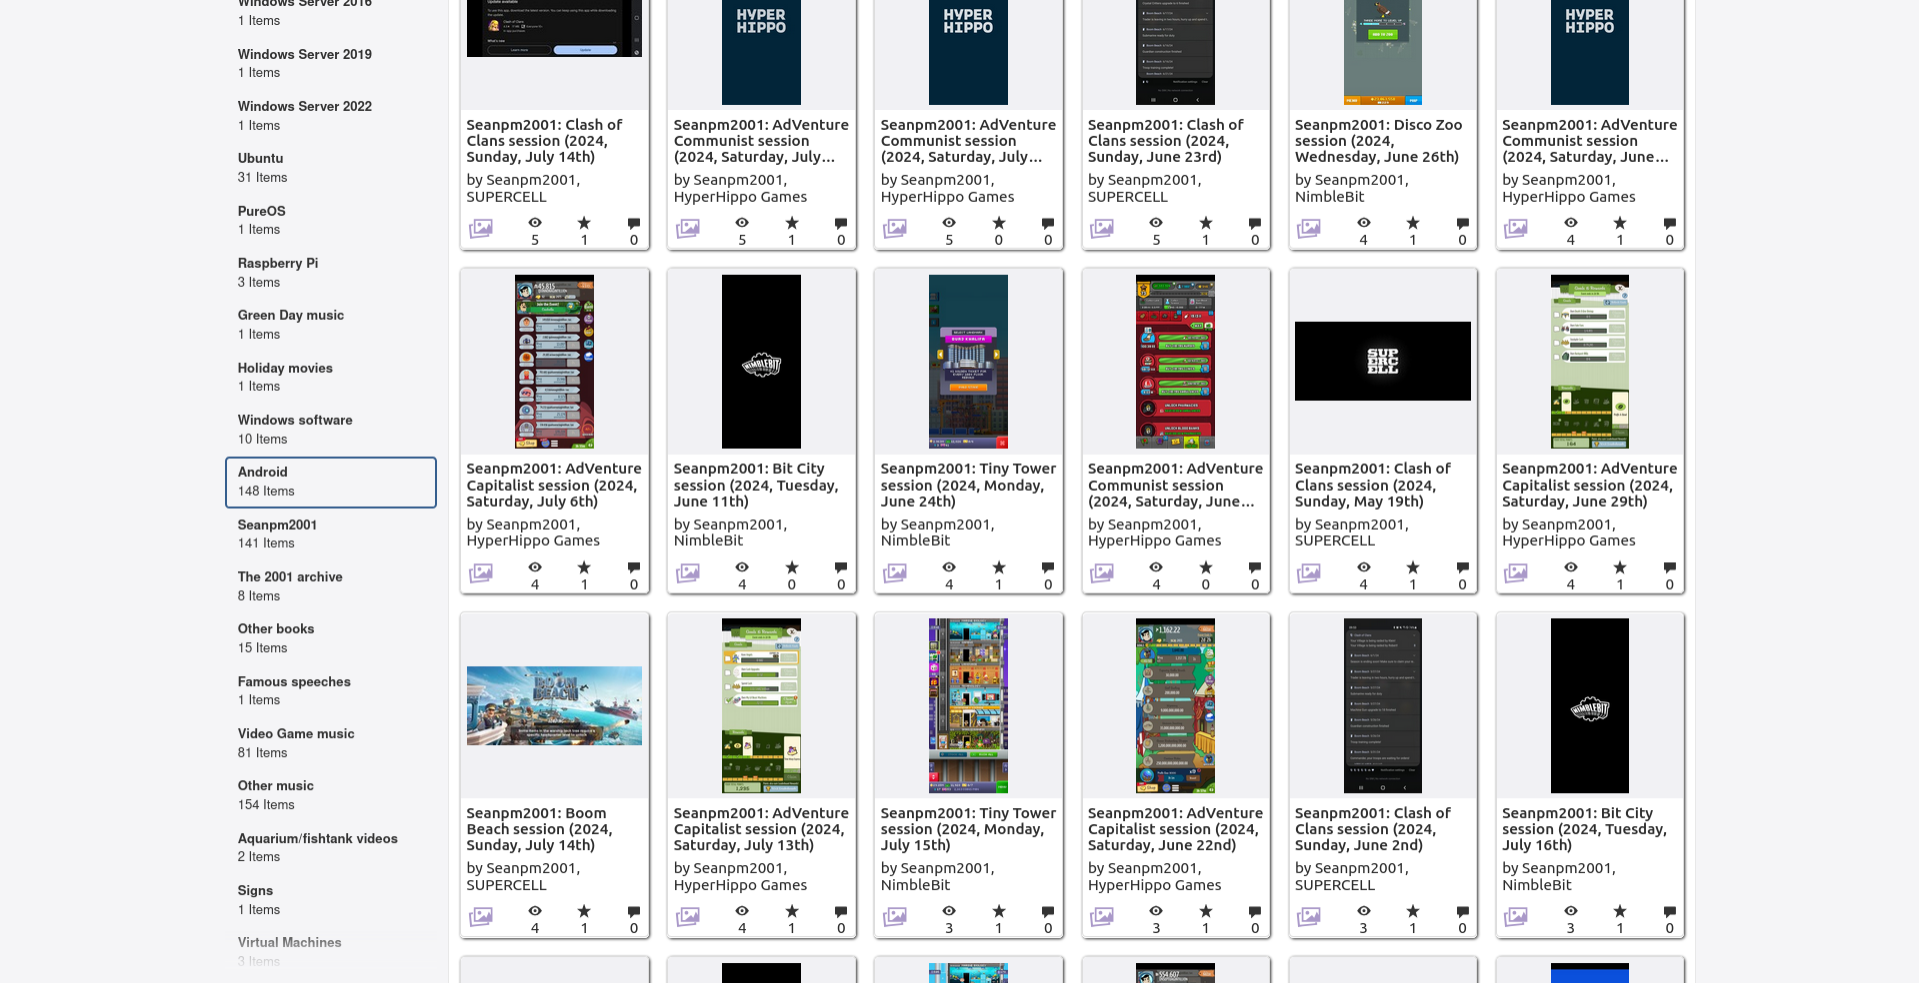 Windows Server 2016
1 Items
Windows Server 2019
1 Items
Windows Server 2022
1 Items
Ubuntu
31 Items
PureOS
1 Items
Raspberry Pi
3 Items
Green Day music
1 Items
Holiday movies
1 Items
Windows software
10 Items
Android
148 Items
Seanpm2001
141 Items
The 2001 archive
8 Items
Other books
15 Items
Famous speeches
1 Items
Video Game music
81 Items
Other music
154 Items
Aquarium/fishtank videos
2 Items
Signs
1 Items
Virtual Machines
3 Items
HYPER
HIPPO
HYPER
HIPPO
HYPER
HIPPO
Seanpm2001: Clash of
Clans session (2024,
Sunday, July 14th)
by Seanpm2001,
SUPERCELL
5 1 0
Seanpm2001: AdVenture
Communist session
(2024, Saturday, July...
by Seanpm2001,
HyperHippo Games
5 1 0
Seanpm2001: AdVenture
Communist session
(2024, Saturday, July...
by Seanpm2001,
HyperHippo Games
5 0 0
Seanpm2001: Clash of
Clans session (2024,
Sunday, June 23rd)
by Seanpm2001,
SUPERCELL
5 1 0
Seanpm2001: Disco Zoo
session (2024,
Wednesday, June 26th)
by Seanpm2001,
NimbleBit
4 1 0
Seanpm2001: AdVenture
Communist session
(2024, Saturday, June...
by Seanpm2001,
HyperHippo Games
4 1 0
Seanpm2001: AdVenture
Capitalist session (2024,
Saturday, July 6th)
by Seanpm2001,
HyperHippo Games
4 1 0
NIMBLEBIT
Seanpm2001: Bit City
session (2024, Tuesday,
June 11th)
by Seanpm2001,
NimbleBit
4 0 0
Seanpm2001: Tiny Tower
session (2024, Monday,
June 24th)
by Seanpm2001,
NimbleBit
4 1 0
Seanpm2001: AdVenture
Communist session
(2024, Saturday, June...
by Seanpm2001,
HyperHippo Games
4 0 0
SUP
ERC
ELL
Seanpm2001: Clash of
Clans session (2024,
Sunday, May 19th)
by Seanpm2001,
SUPERCELL
4 1 0
Seanpm2001: AdVenture
Capitalist session (2024,
Saturday, June 29th)
by Seanpm2001,
HyperHippo Games
4 1 0
BOOM
BEACH
Seanpm2001: Boom
Beach session (2024,
Sunday, July 14th)
by Seanpm2001,
SUPERCELL
4 1 0
Seanpm2001: AdVenture
Capitalist session (2024,
Saturday, July 13th)
by Seanpm2001,
HyperHippo Games
4 1 0
Seanpm2001: Tiny Tower
session (2024, Monday,
July 15th)
by Seanpm2001,
NimbleBit
3 1 0
Seanpm2001: AdVenture
Capitalist session (2024,
Saturday, June 22nd)
by Seanpm2001,
HyperHippo Games
3 1 0
Seanpm2001: Clash of
Clans session (2024,
Sunday, June 2nd)
by Seanpm2001,
SUPERCELL
3 1 0
NIMBLEBIT
Seanpm2001: Bit City
session (2024, Tuesday,
July 16th)
by Seanpm2001,
NimbleBit
3 1 0